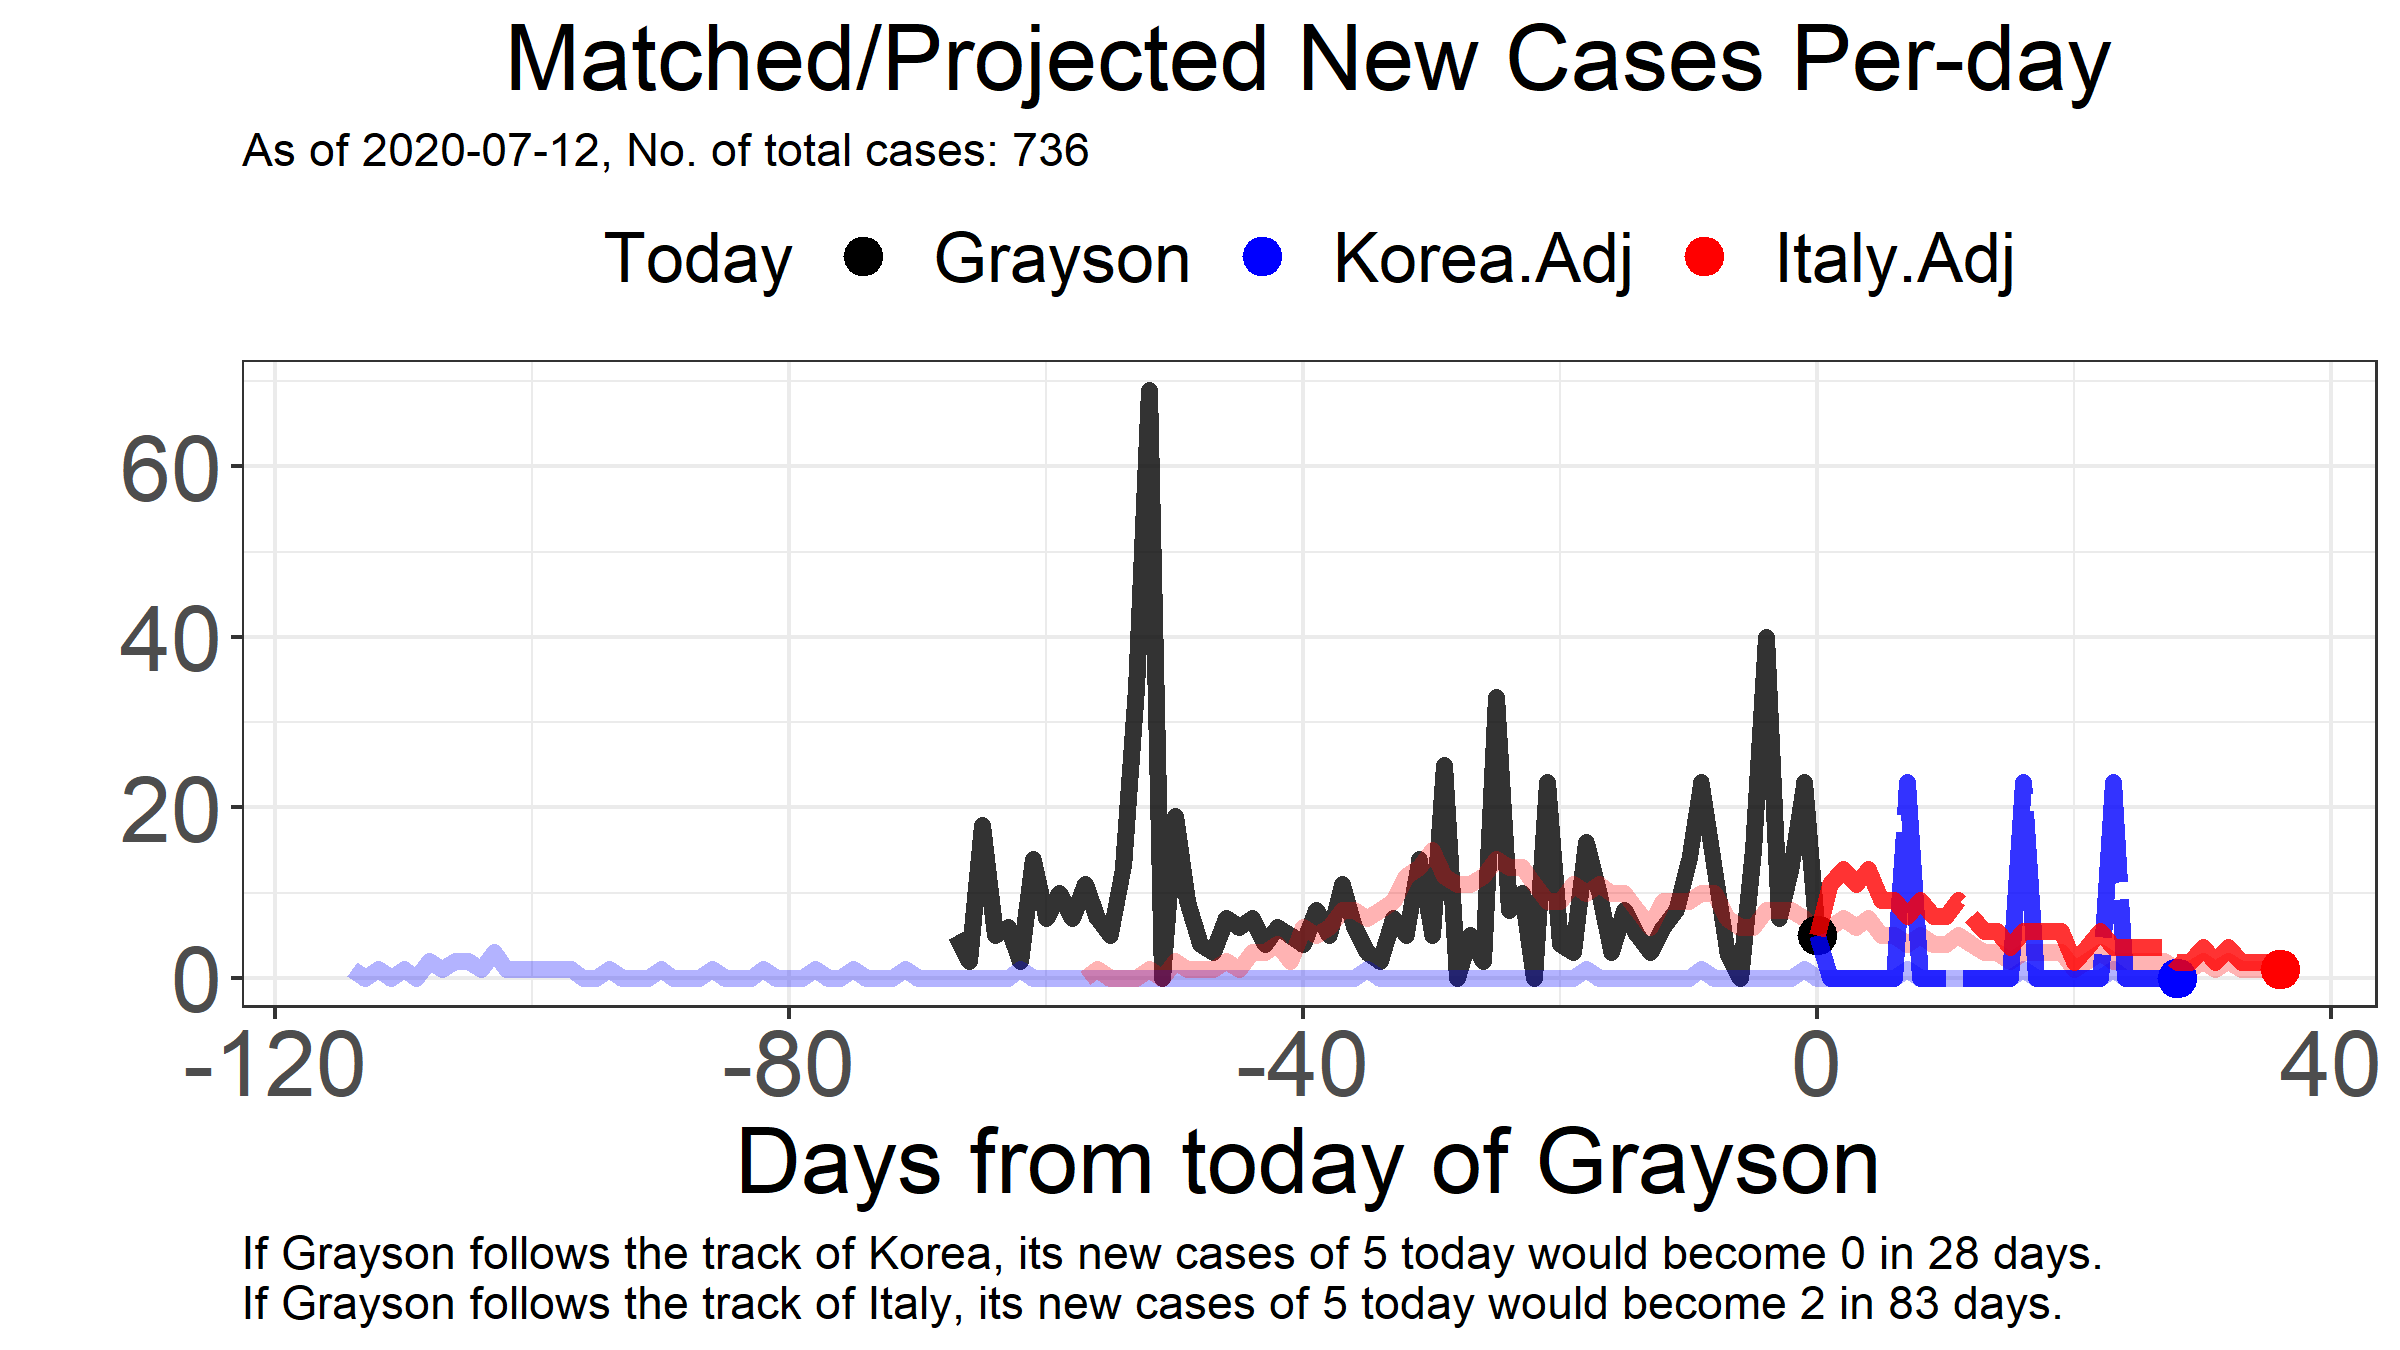 Matched/Projected New Cases Per-day
As of 2020-07-12, No. of total cases: 736
Today Grayson Korea.Adj Italy.Adj
60
40
20
0
-120 -80 -40 0 40
Days from today of Grayson
If Grayson follows the track of Korea, its new cases of 5 today would become 0 in 28 days.
If Grayson follows the track of Italy, its new cases of 5 today would become 2 in 83 days.